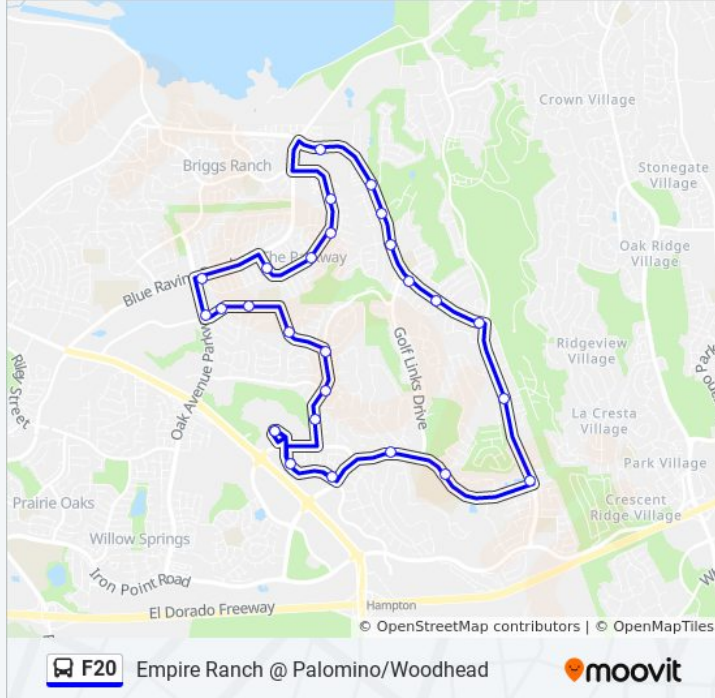 Crown Village
Briggs Ranch
Stonegate
Village
Oak Ridge
Village
The Parkway
Blue Ravin
Golf Links Drive
Ridgeview
Village
Riley Street
Oak Avenue Parkw
La Cresta
Village
Park Village
Prairie Oaks
Crescent
Ridge Village
Willow Springs
Iron Point Road
El Dorado Freeway
Hampton
© OpenStreetMap contributors | © OpenMapTiles
F20 Empire Ranch @ Palomino/Woodhead
moovit